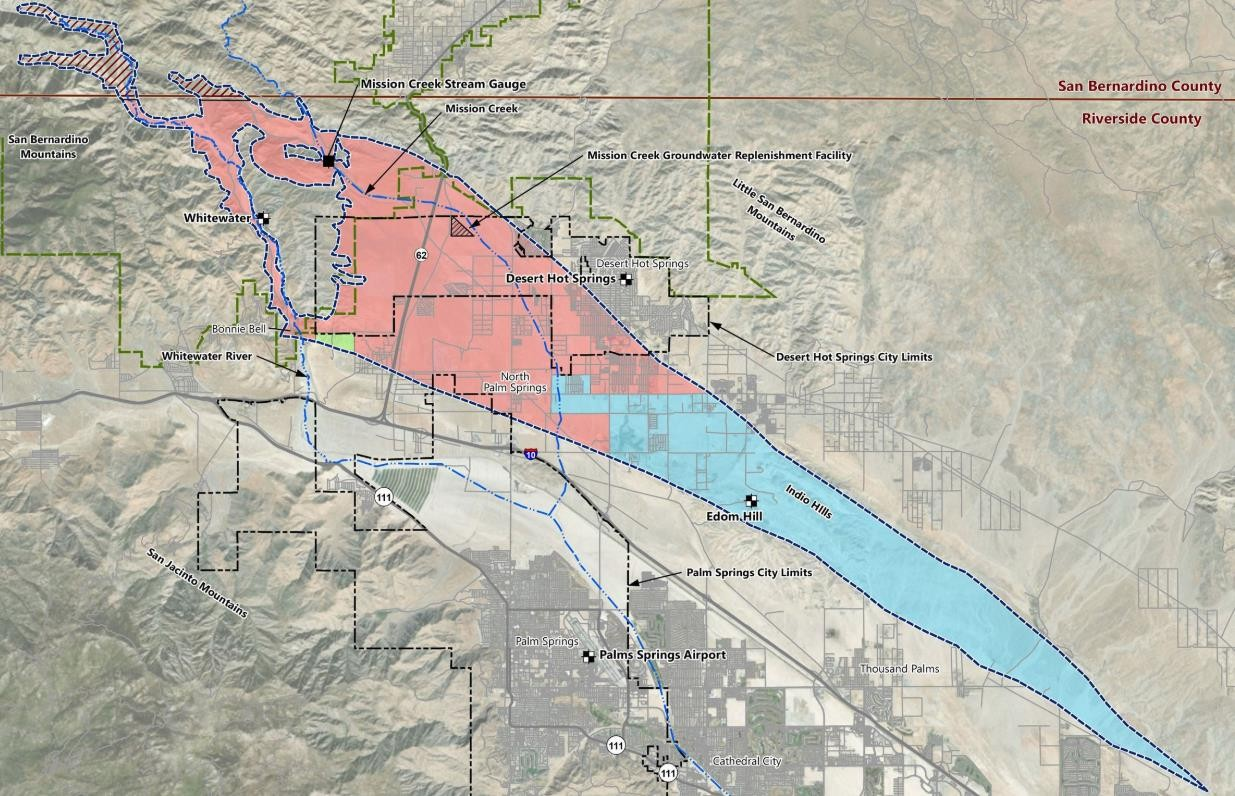 San Bernardino County
Riverside County
Mission Creek Stream Gauge
Mission Creek
San Bernardino
Mountains
Mission Creek Groundwater Replenishment Facility
Little San Bernardino
Mountains
Whitewater
62
Desert Hot Springs
Desert Hot Springs
Bonnie Bell
Whitewater River
Desert Hot Springs City Limits
North
Palm Springs
10
111
Indio Hills
Edom Hill
San Jacinto Mountains
Palm Springs City Limits
Palm Springs
Palms Springs Airport
Thousand Palms
111
Cathedral City
111